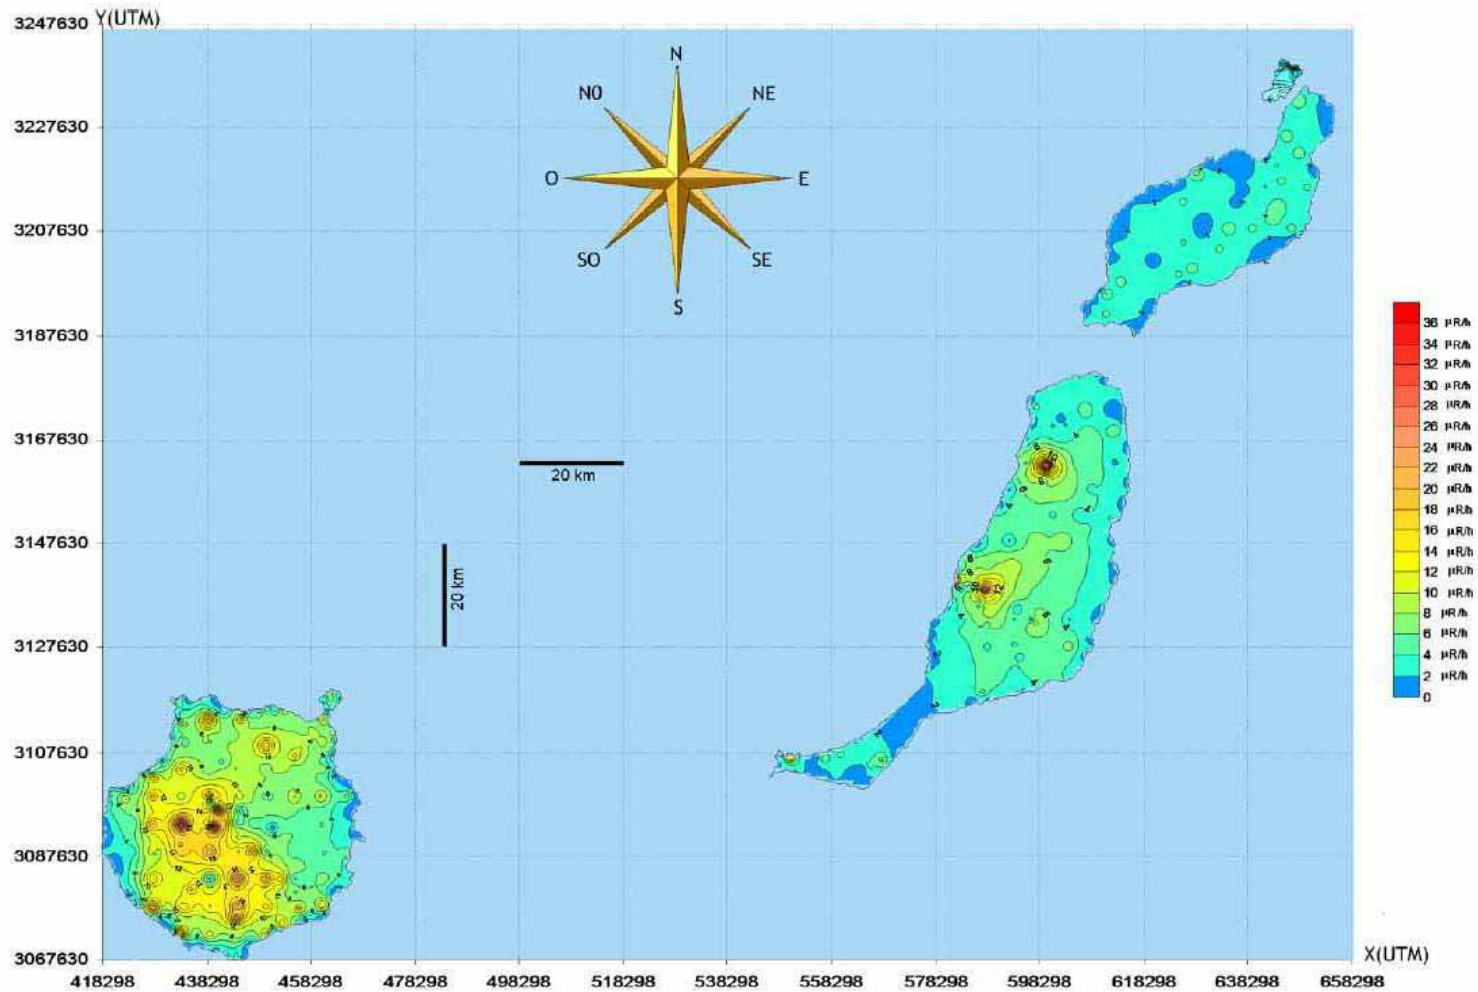 Y(UTM)
3247630
3227630
3207630
3187630
3167630
3147630
3127630
3107630
3087630
3067630
N
NO
NE
O
E
SO
SE
S
20 km
20 km
36 µR/h
34 µR/h
32 µR/h
30 µR/h
28 µR/h
26 µR/h
24 µR/h
22 µR/h
20 µR/h
18 µR/h
16 µR/h
14 µR/h
12 µR/h
10 µR/h
8 µR/h
6 µR/h
4 µR/h
2 µR/h
0
X(UTM)
418298 438298 458298 478298 498298 518298 538298 558298 578298 598298 618298 638298 658298